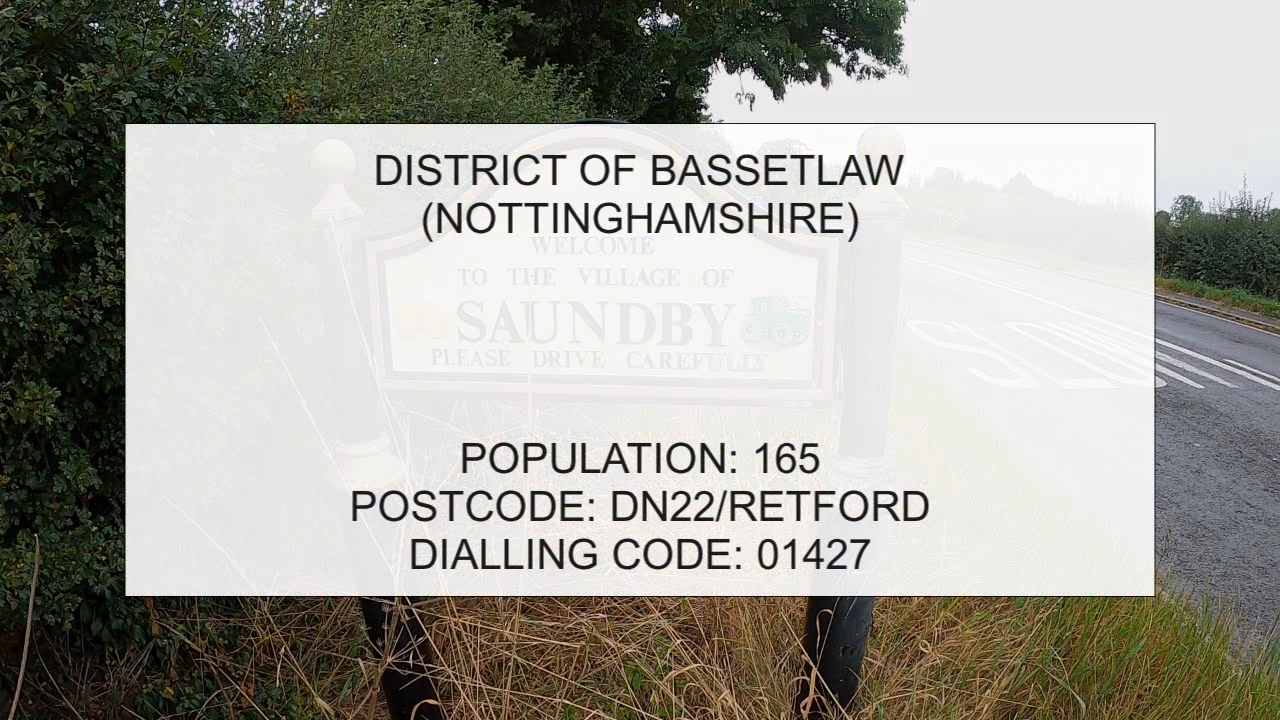 DISTRICT OF BASSETLAW
(NOTTINGHAMSHIRE)
WELCOME
TO THE VILLAGE OF
SAUNDBY
PLEASE DRIVE CAREFULLY
SLOW
POPULATION: 165
POSTCODE: DN22/RETFORD
DIALLING CODE: 01427